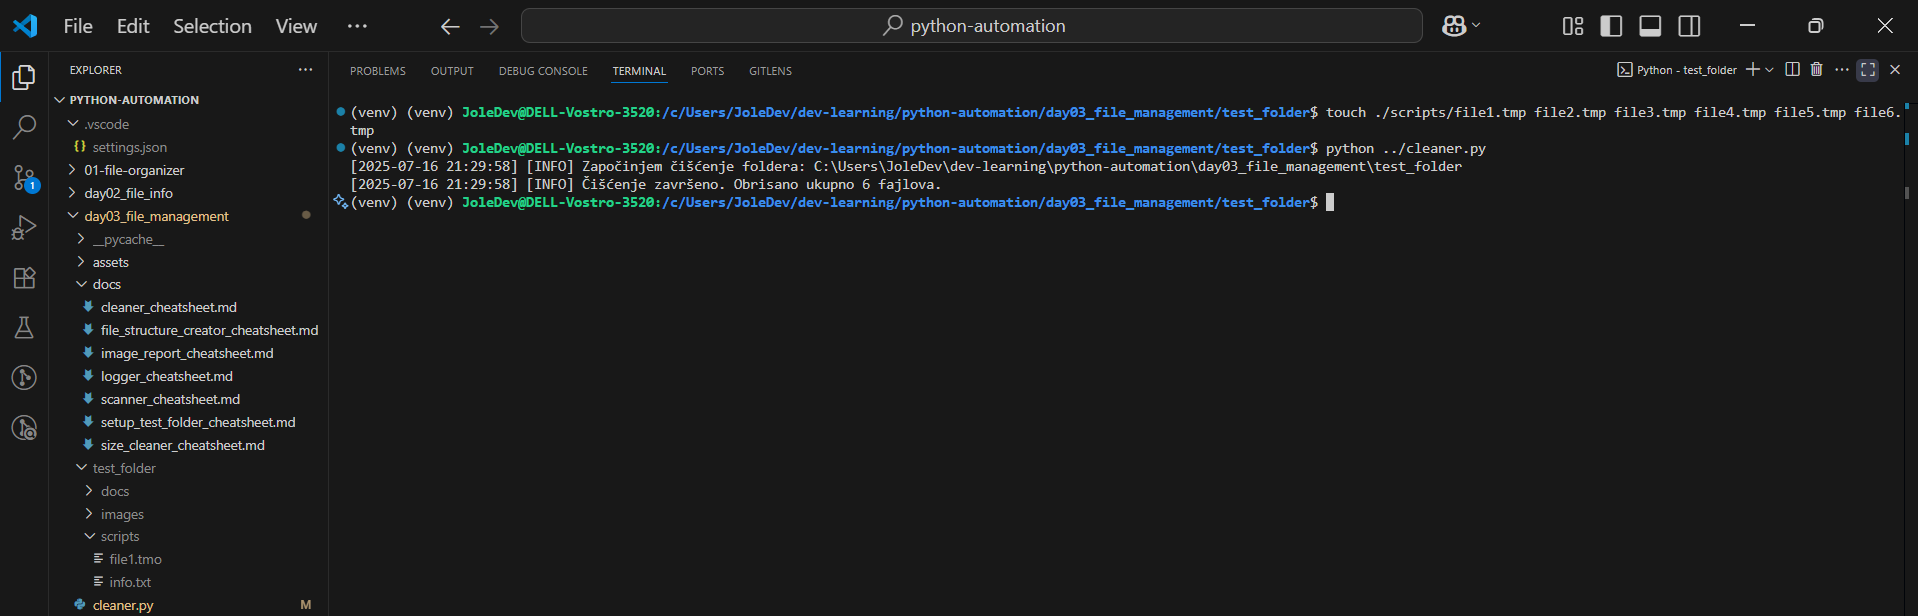 File Edit Selection View ··· python-automation
EXPLORER ···
PYTHON-AUTOMATION
.vscode
{} settings.json
01-file-organizer
day02_file_info
day03_file_management
__pycache__
assets
docs
cleaner_cheatsheet.md
file_structure_creator_cheatsheet.md
image_report_cheatsheet.md
logger_cheatsheet.md
scanner_cheatsheet.md
setup_test_folder_cheatsheet.md
size_cleaner_cheatsheet.md
test_folder
docs
images
scripts
file1.tmo
info.txt
cleaner.py M
1
PROBLEMS OUTPUT DEBUG CONSOLE TERMINAL PORTS GITLENS Python - test_folder
(venv) (venv) JoleDev@DELL-Vostro-3520:/c/Users/JoleDev/dev-learning/python-automation/day03_file_management/test_folder$ touch ./scripts/file1.tmp file2.tmp file3.tmp file4.tmp file5.tmp file6.
tmp
(venv) (venv) JoleDev@DELL-Vostro-3520:/c/Users/JoleDev/dev-learning/python-automation/day03_file_management/test_folder$ python ../cleaner.py
[2025-07-16 21:29:58] [INFO] Započinjem čišćenje foldera: C:\Users\JoleDev\dev-learning\python-automation\day03_file_management\test_folder
[2025-07-16 21:29:58] [INFO] Čišćenje završeno. Obrisano ukupno 6 fajlova.
(venv) (venv) JoleDev@DELL-Vostro-3520:/c/Users/JoleDev/dev-learning/python-automation/day03_file_management/test_folder$